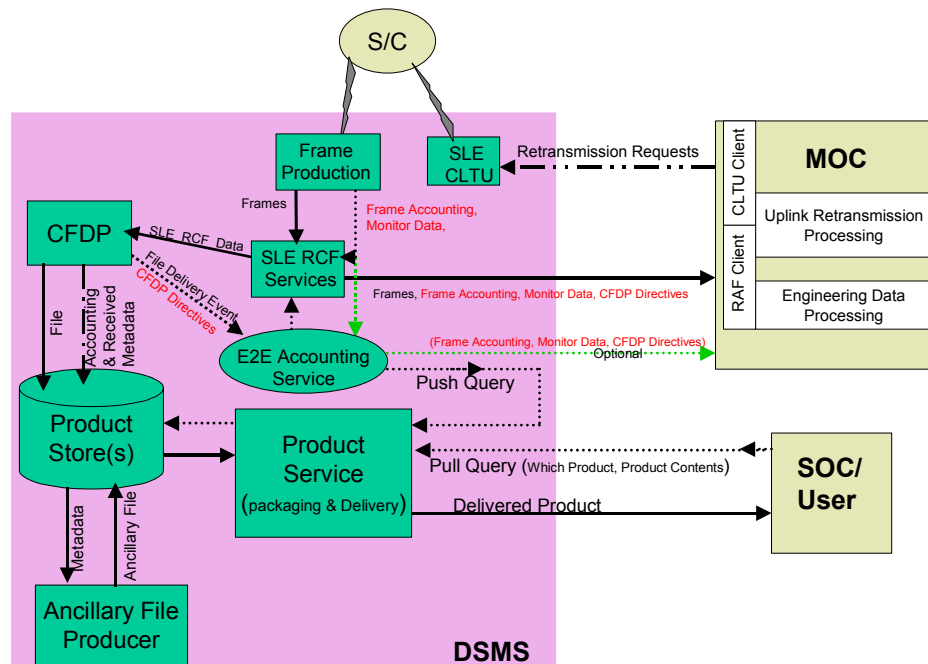 S/C
Frame
Production
SLE
CLTU
Retransmission Requests
MOC
CLTU Client
RAF Client
Uplink Retransmission
Processing
Engineering Data
Processing
Frames
Frame Accounting,
Monitor Data,
CFDP
SLE_RCF_Data
SLE RCF
Services
File Delivery Event
CFDP Directives
Frames, Frame Accounting, Monitor Data, CFDP Directives
File
Accounting
& Received
Metadata
E2E Accounting
Service
(Frame Accounting, Monitor Data, CFDP Directives)
Optional
Push Query
Product
Store(s)
Product
Service
(packaging & Delivery)
Pull Query (Which Product, Product Contents)
SOC/
User
Delivered Product
Metadata
Ancillary File
Ancillary File
Producer
DSMS